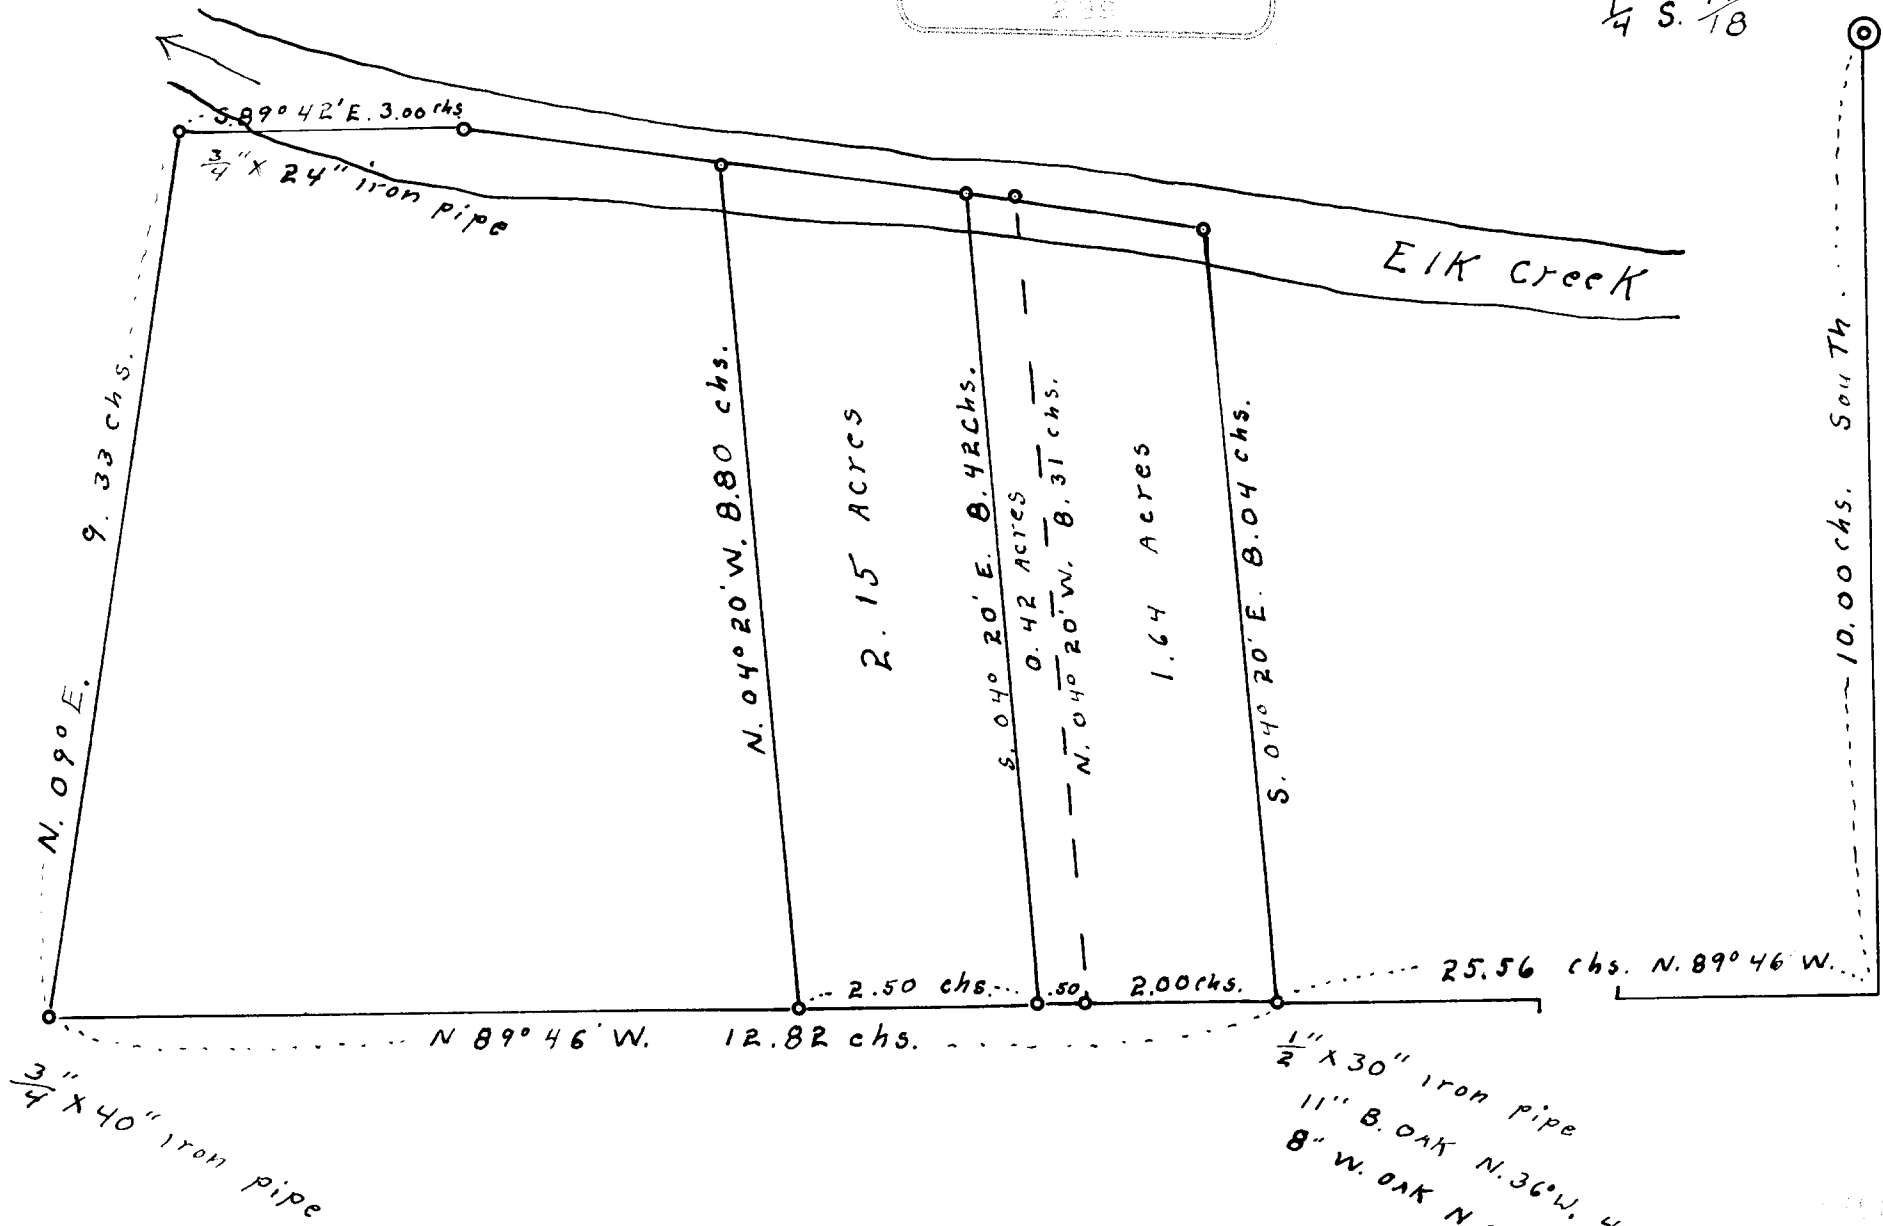 1/4 S.
18
S. 89° 42' E. 3.00 chs.
3/4" X 24" iron pipe
Elk Creek
N. 09° E. 9.33 chs.
N. 04° 20' W. 8.80 chs.
2.15 Acres
S. 04° 20' E. 8.42 Chs.
0.42 Acres
N. 04° 20' W. 8.31 chs.
1.64 Acres
S. 04° 20' E. 8.04 chs.
10.00 chs. South
2.50 chs.
.50
2.00 chs.
25.56 chs. N. 89° 46' W.
N 89° 46' W. 12.82 chs.
3/4" X 40" iron pipe
1/2" X 30" iron pipe
11" B. OAK N. 36° W.
8" W. OAK N